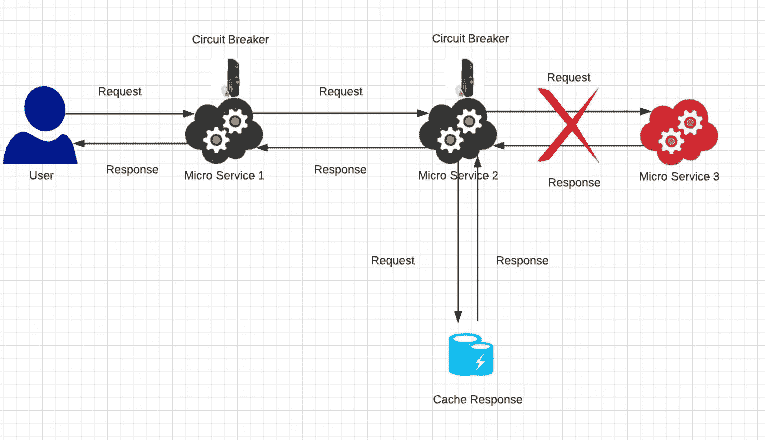 Circuit Breaker
Circuit Breaker
Request
Request
Request
User
Response
Micro Service 1
Response
Micro Service 2
Response
Micro Service 3
Request
Response
Cache Response